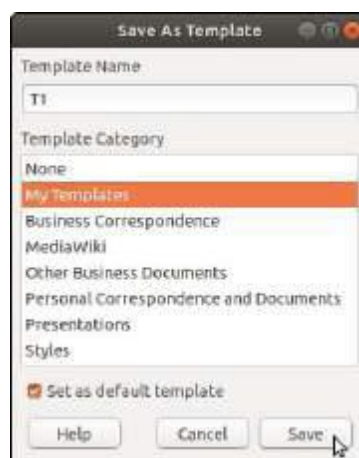 Save As Template
Template Name
T1
Template Category
None
My Templates
Business Correspondence
MediaWiki
Other Business Documents
Personal Correspondence and Documents
Presentations
Styles
Set as default template
Help Cancel Save